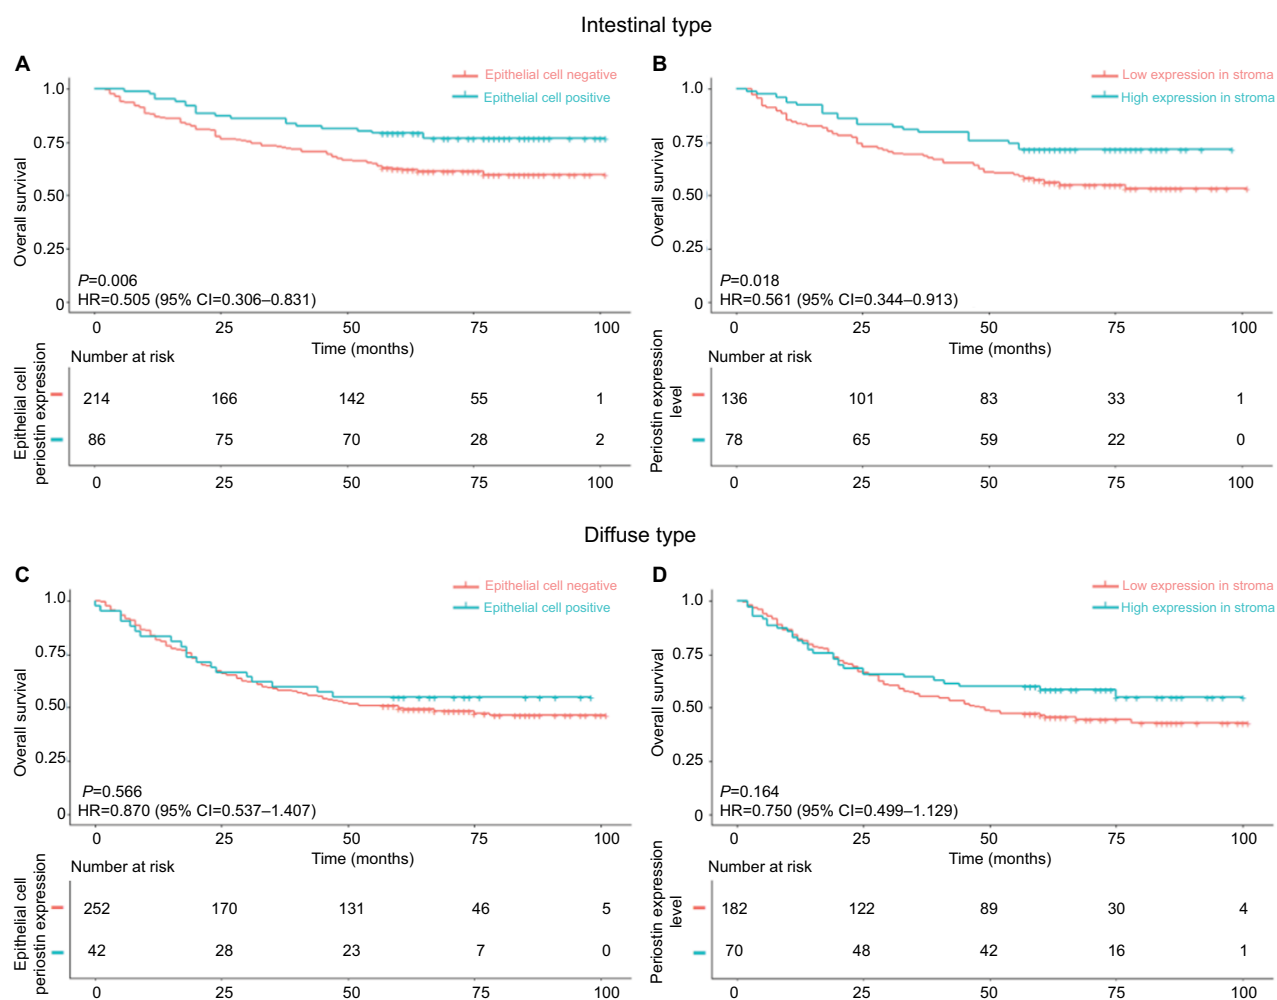 Intestinal type
A
Epithelial cell negative
Epithelial cell positive
1.0
0.75
0.50
0.25
0
Overall survival
P=0.006
HR=0.505 (95% CI=0.306–0.831)
0 25 50 75 100
Time (months)
Number at risk
Epithelial cell
periostin expression
214 166 142 55 1
86 75 70 28 2
0 25 50 75 100
B
Low expression in stroma
High expression in stroma
1.0
0.75
0.50
0.25
0
Overall survival
P=0.018
HR=0.561 (95% CI=0.344–0.913)
0 25 50 75 100
Time (months)
Number at risk
Periostin expression
level
136 101 83 33 1
78 65 59 22 0
0 25 50 75 100
Diffuse type
C
Epithelial cell negative
Epithelial cell positive
1.0
0.75
0.50
0.25
0
Overall survival
P=0.566
HR=0.870 (95% CI=0.537–1.407)
0 25 50 75 100
Time (months)
Number at risk
Epithelial cell
periostin expression
252 170 131 46 5
42 28 23 7 0
0 25 50 75 100
D
Low expression in stroma
High expression in stroma
1.0
0.75
0.50
0.25
0
Overall survival
P=0.164
HR=0.750 (95% CI=0.499–1.129)
0 25 50 75 100
Time (months)
Number at risk
Periostin expression
level
182 122 89 30 4
70 48 42 16 1
0 25 50 75 100